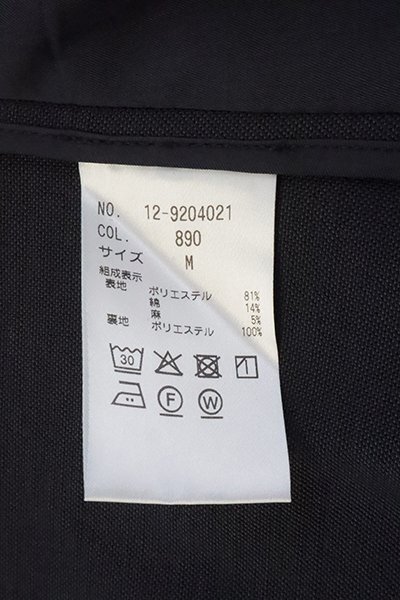 NO. 12-9204021
COL. 890
サイズ M
組成表示
表地 ポリエステル 81%
綿 14%
麻 5%
裏地 ポリエステル 100%
30
F W